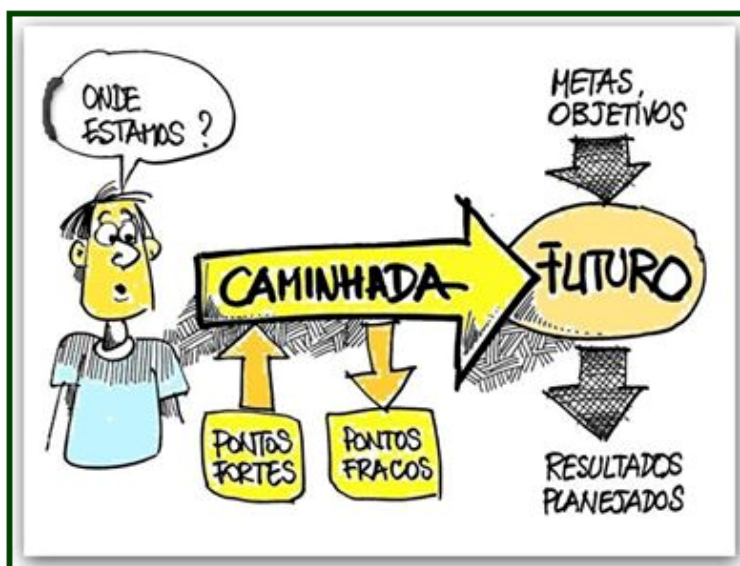 ONDE
ESTAMOS?
METAS,
OBJETIVOS
CAMINHADA
FUTURO
PONTOS
FORTES
PONTOS
FRACOS
RESULTADOS
PLANEJADOS